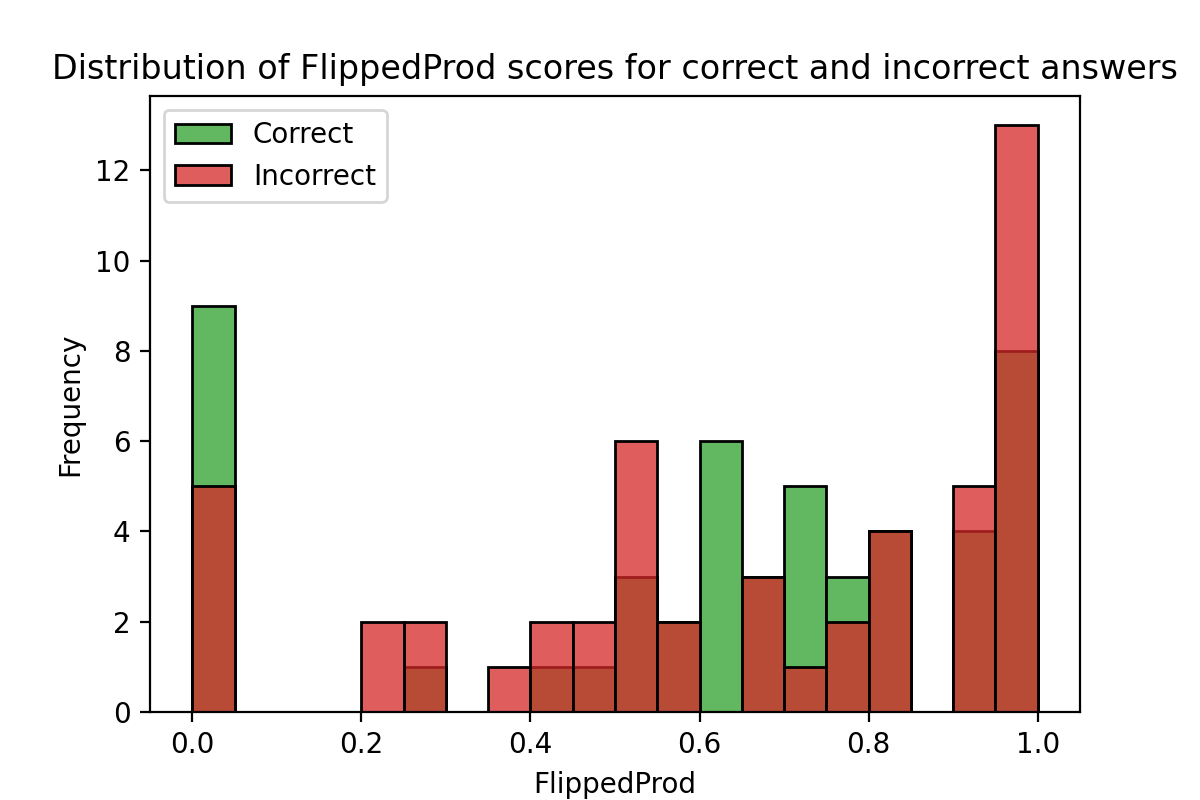 Distribution of FlippedProd scores for correct and incorrect answers
Correct
Incorrect
12
10
8
6
4
2
0
Frequency
0.0 0.2 0.4 0.6 0.8 1.0
FlippedProd